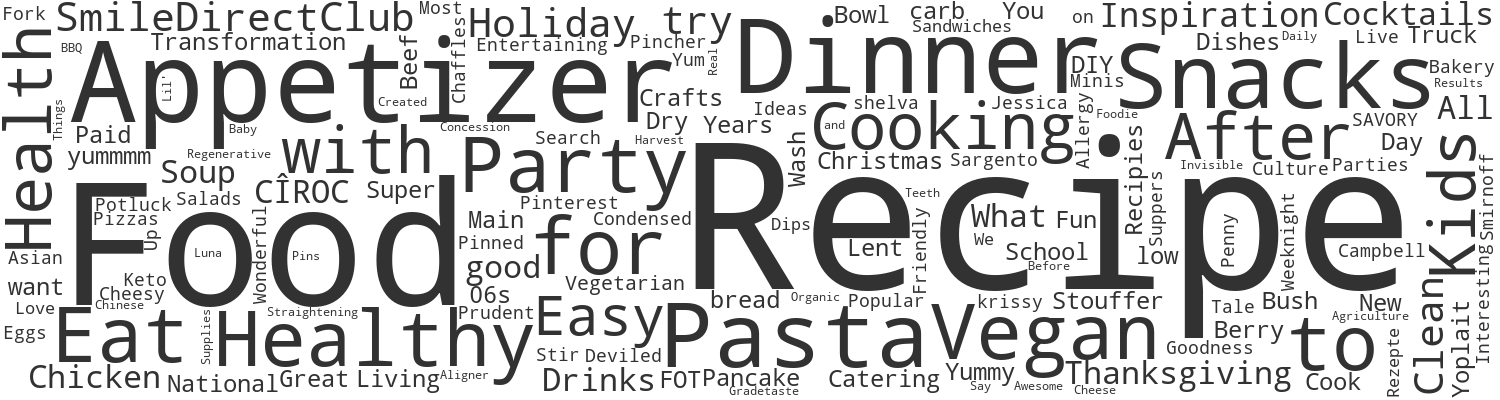 Fork
SmileDirectClub
Most
Holiday
try
Bowl
carb
You
on
Inspiration
Cocktails
Sandwiches
BBQ
Transformation
Beef
Chaffles
Entertaining
Pincher
Yum
Real
Dinner
DIY
Minis
Dishes
Daily
Live
Truck
Health
Appetizer
Lil'
Created
Crafts
Ideas
shelva
Jessica
Snacks
Bakery
Results
Things
Paid
Baby
Concession
Search
Dry
Years
Harvest
Wash
Cooking
and
Allergy
Foodie
After
SAVORY
All
Day
yummmm
Regenerative
with
Party
Christmas
Sargento
Recipies
Invisible
Culture
Parties
Kids
Smirnoff
Soup
CÎROC
Super
Potluck
Salads
Pizzas
Up
Food
Luna
Wonderful
Pins
Pinterest
Main
Condensed
Pinned
for
Recipe
Dips
Teeth
Friendly
Lent
What
We
Fun
School
Before
Suppers
low
Penny
Weeknight
Campbell
Asian
want
Keto
Cheesy
Chinese
good
Vegetarian
O6s
Prudent
bread
Organic
Popular
krissy
Stouffer
Tale
Bush
New
Agriculture
Clean
Interesting
Love
Eggs
Eat
Supplies
Healthy
Straightening
Easy
Pasta
Vegan
Berry
Goodness
to
Rezepte
Yoplait
Stir
Deviled
Chicken
National
Great
Living
Aligner
Drinks
FOT
Pancake
Gradetaste
Catering
Yummy
Say
Awesome
Thanksgiving
Cheese
Cook